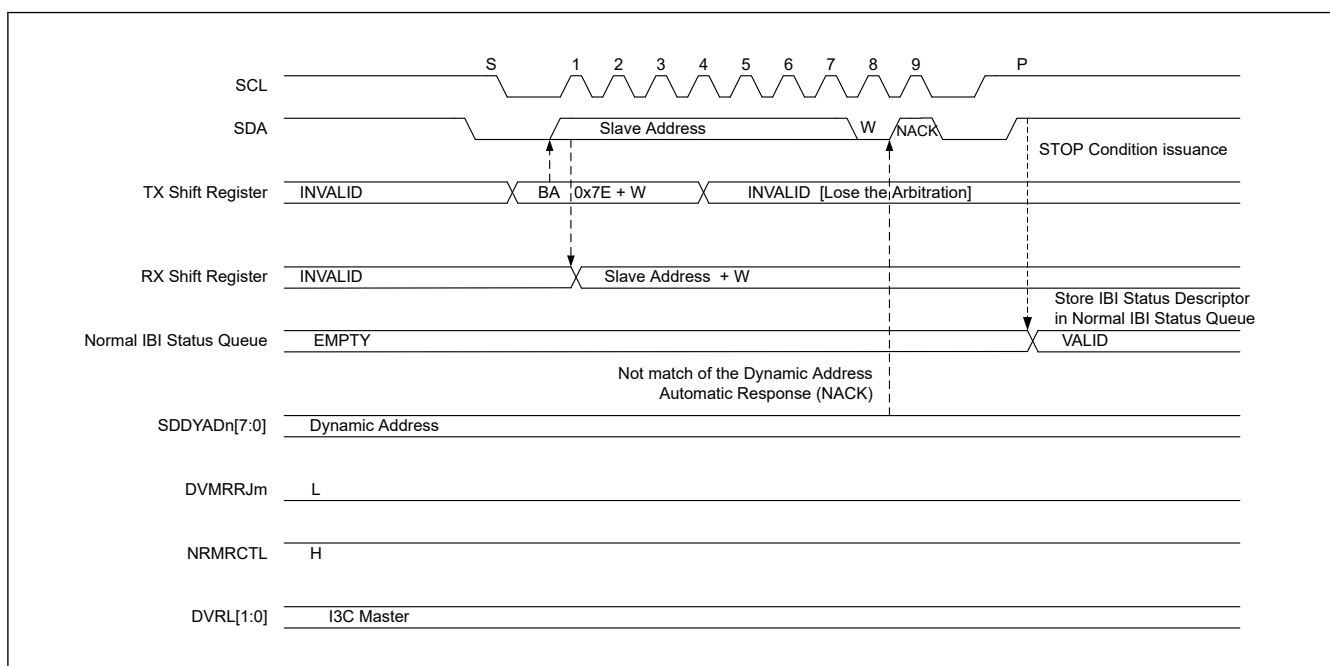 S 1 2 3 4 5 6 7 8 9 P
SCL
SDA Slave Address W NACK
STOP Condition issuance
TX Shift Register INVALID BA 0x7E + W INVALID [Lose the Arbitration]
RX Shift Register INVALID Slave Address + W
Store IBI Status Descriptor
in Normal IBI Status Queue
Normal IBI Status Queue EMPTY VALID
Not match of the Dynamic Address
Automatic Response (NACK)
SDDYADn[7:0] Dynamic Address
DVMRRJm L
NRMRCTL H
DVRL[1:0] I3C Master